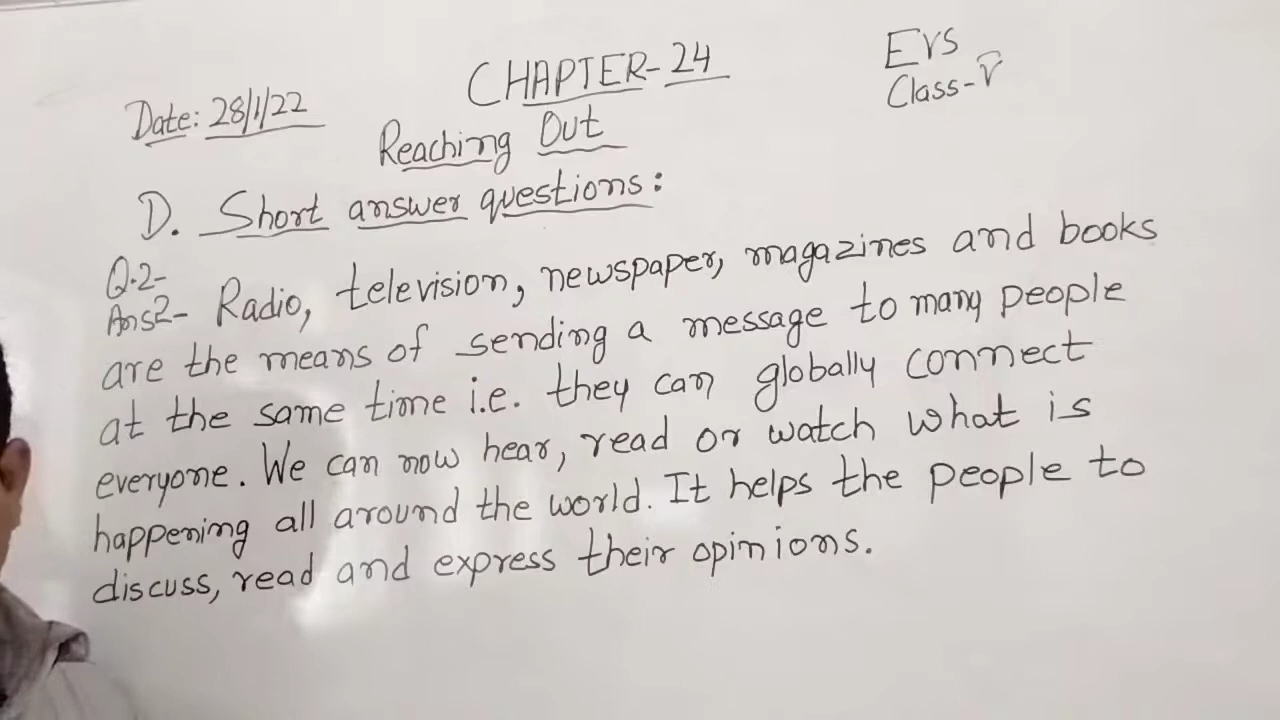 CHAPTER-24
EVS
Class-V
Date: 28/1/22
Reaching Out
D. Short answer questions:
Q.2-
Ans2- Radio, television, newspaper, magazines and books
are the means of sending a message to many people
at the same time i.e. they can globally connect
everyone. We can now hear, read or watch what is
happening all around the world. It helps the people to
discuss, read and express their opinions.